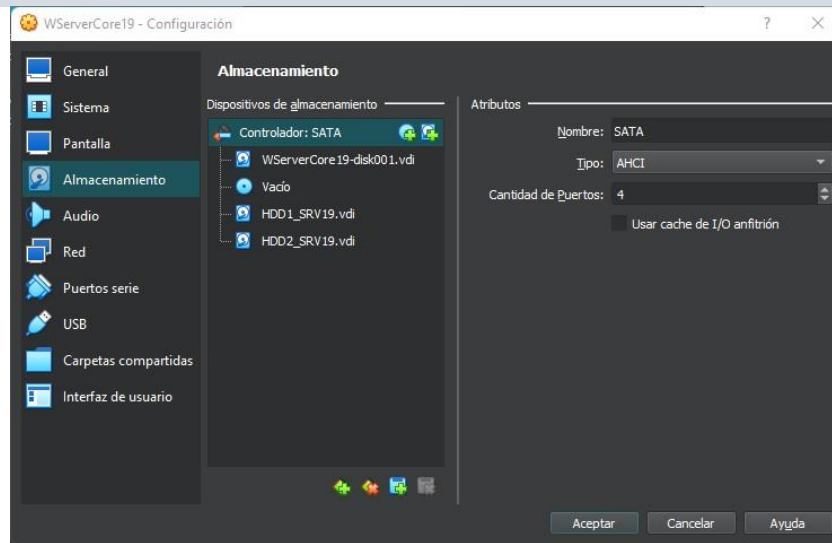 WServerCore19 - Configuración
? ×
General
Sistema
Pantalla
Almacenamiento
Audio
Red
Puertos serie
USB
Carpetas compartidas
Interfaz de usuario
Almacenamiento
Dispositivos de almacenamiento
Controlador: SATA
WServerCore19-disk001.vdi
Vacío
HDD1_SRV19.vdi
HDD2_SRV19.vdi
Atributos
Nombre: SATA
Tipo: AHCI
Cantidad de Puertos: 4
Usar cache de I/O anfitrión
Aceptar Cancelar Ayuda